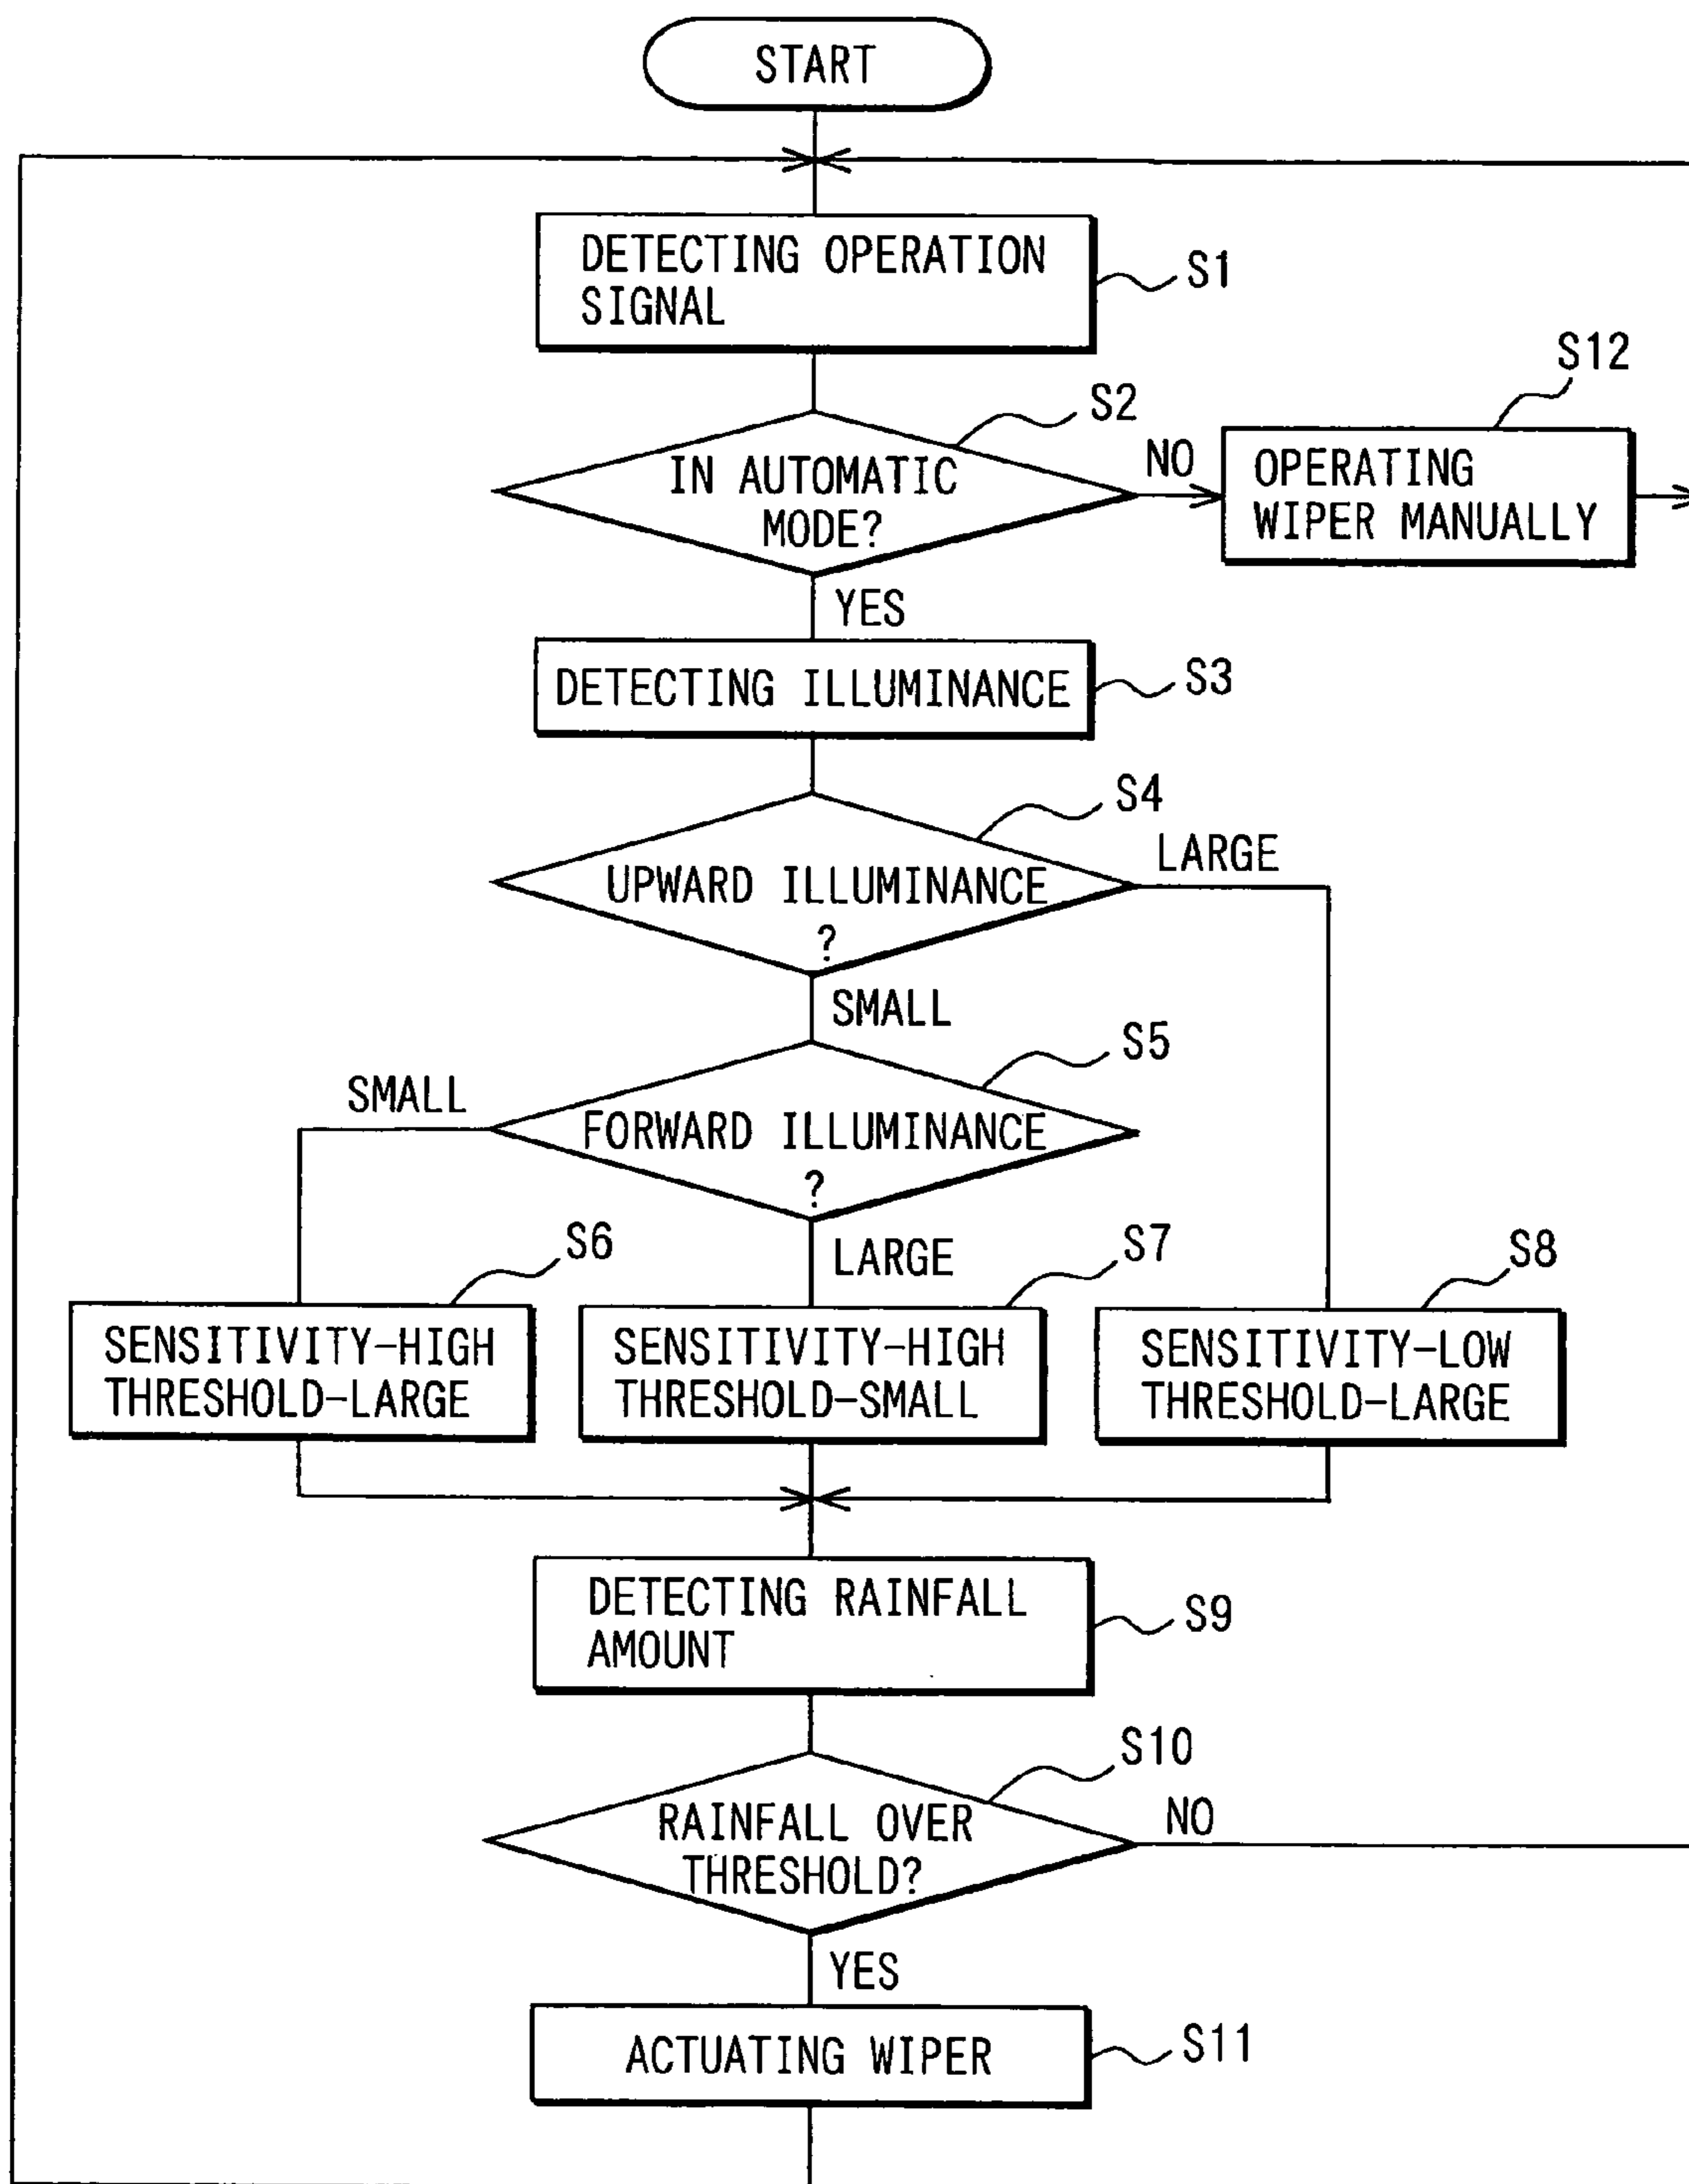 START
DETECTING OPERATION
SIGNAL
S1
S12
S2
IN AUTOMATIC
MODE?
NO
OPERATING
WIPER MANUALLY
YES
DETECTING ILLUMINANCE
S3
S4
UPWARD ILLUMINANCE
?
LARGE
SMALL
S5
SMALL
FORWARD ILLUMINANCE
?
LARGE
S6
S7
S8
SENSITIVITY-HIGH
THRESHOLD-LARGE
SENSITIVITY-HIGH
THRESHOLD-SMALL
SENSITIVITY-LOW
THRESHOLD-LARGE
DETECTING RAINFALL
AMOUNT
S9
S10
RAINFALL OVER
THRESHOLD?
NO
YES
ACTUATING WIPER
S11